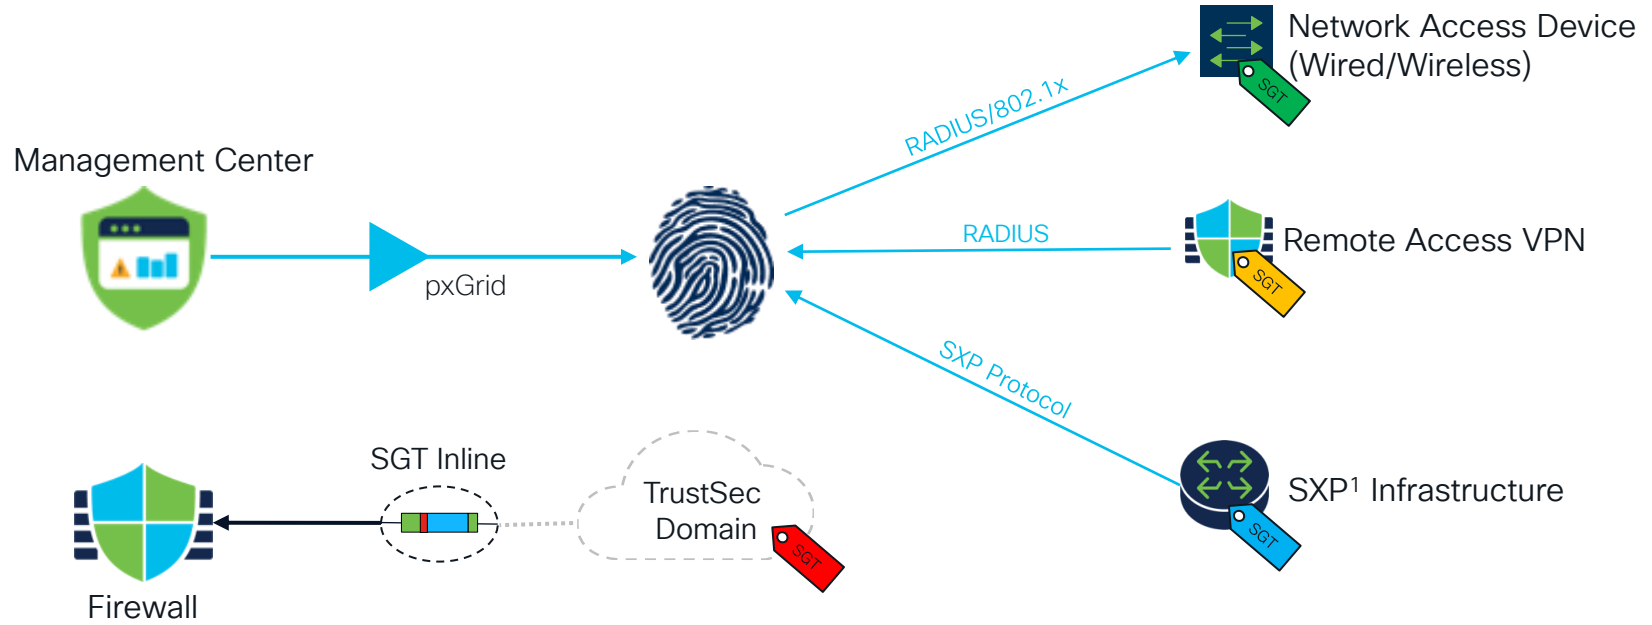 Network Access Device
(Wired/Wireless)
SGT
RADIUS/802.1x
Management Center
pxGrid
RADIUS
Remote Access VPN
SGT
SXP Protocol
SGT Inline
TrustSec
Domain
SGT
SXP¹ Infrastructure
SGT
Firewall